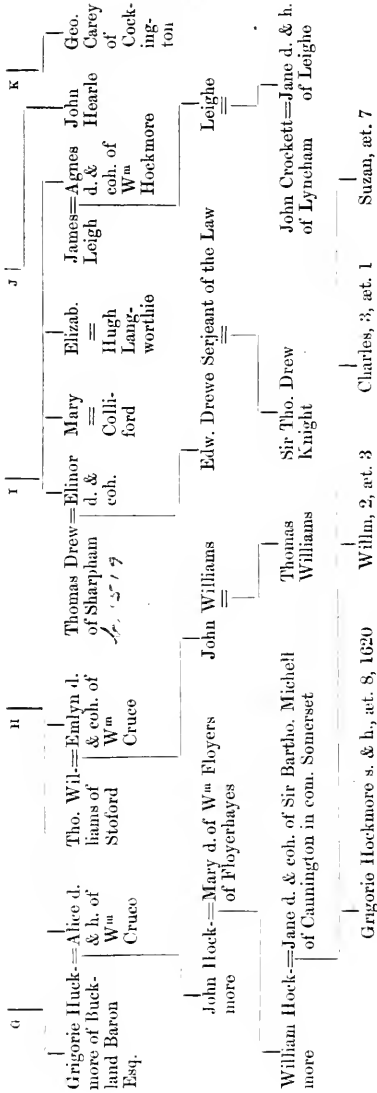 G
H
I
J
K
Grigorie Huck-=Alice d.
more of Buck-
land Baron
Esq.
& h. of
Wm
Cruce
Tho. Wil-=Emlyn d.
liams of
Stoford
& coh. of
Wm
Cruce
Thomas Drew=Elinor
of Sharpham
d. &
coh.
Mary
=
Colli-
ford
Elizab.
=
Hugh
Lang-
worthie
James=Agnes
Leigh
d. &
coh. of
Wm
Hockmore
John
Hearle
Geo.
Carey
of
Cock-
ing-
ton
John Hock-=Mary d. of Wm Floyers
more
of Floyerhayes
John Williams
=
Edw. Drewe Serjeant of the Law
=
Leighe
=
William Hock-=Jane d. & coh. of Sir Bartho. Michell
more
of Caunington in com. Somerset
Thomas
Williams
Sir Tho. Drew
Knight
John Crockett=Jane d. & h.
of Lyncham
of Leighe
Grigorie Hockmore s. & h., æt. 8, 1620
Willm, 2, æt. 3
Charles, 3, æt. 1
Suzan, æt. 7